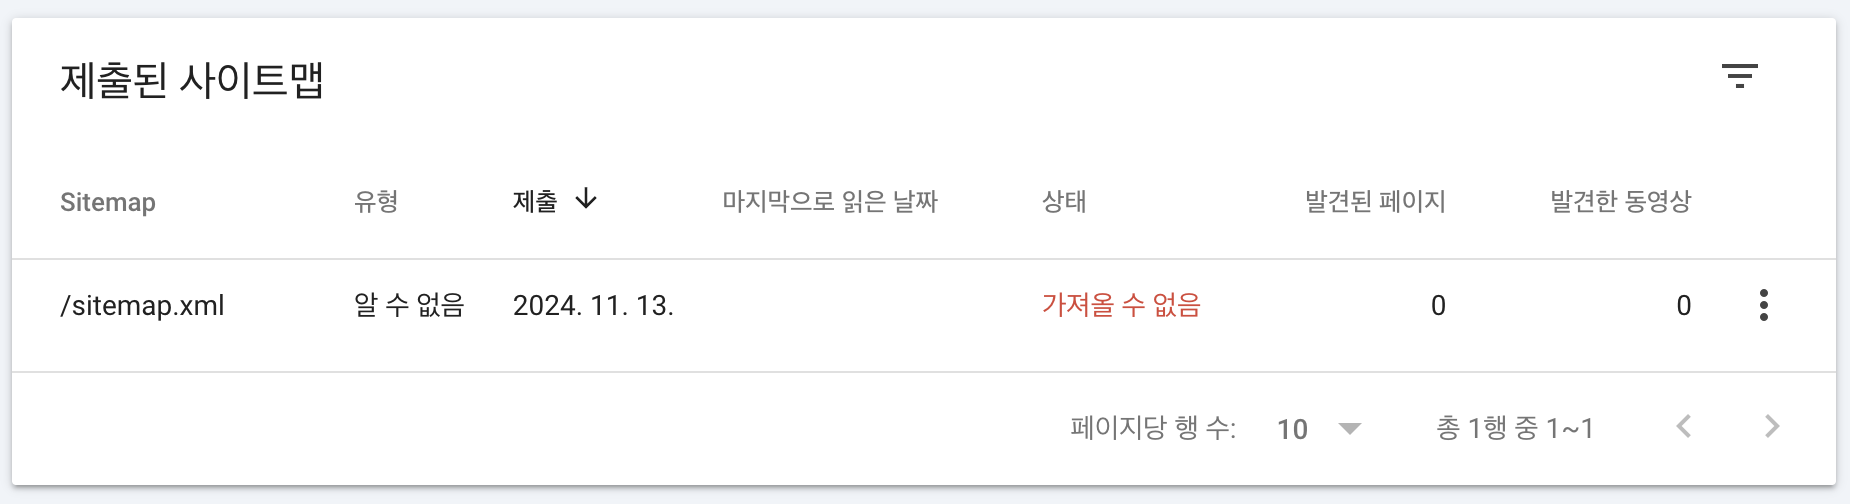 제출된 사이트맵
Sitemap 유형 제출 마지막으로 읽은 날짜 상태 발견된 페이지 발견한 동영상
/sitemap.xml 알 수 없음 2024. 11. 13. 가져올 수 없음 0 0
페이지당 행 수: 10 총 1행 중 1~1